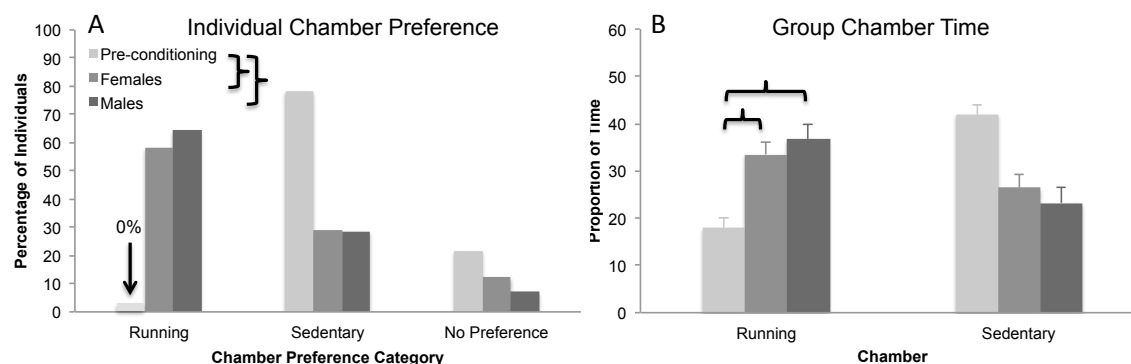 A
Individual Chamber Preference
100
90
80
70
60
50
40
30
20
10
0
Percentage of Individuals
Pre-conditioning
Females
Males
0%
Running
Sedentary
No Preference
Chamber Preference Category
B
Group Chamber Time
60
50
40
30
20
10
0
Proportion of Time
Running
Sedentary
Chamber